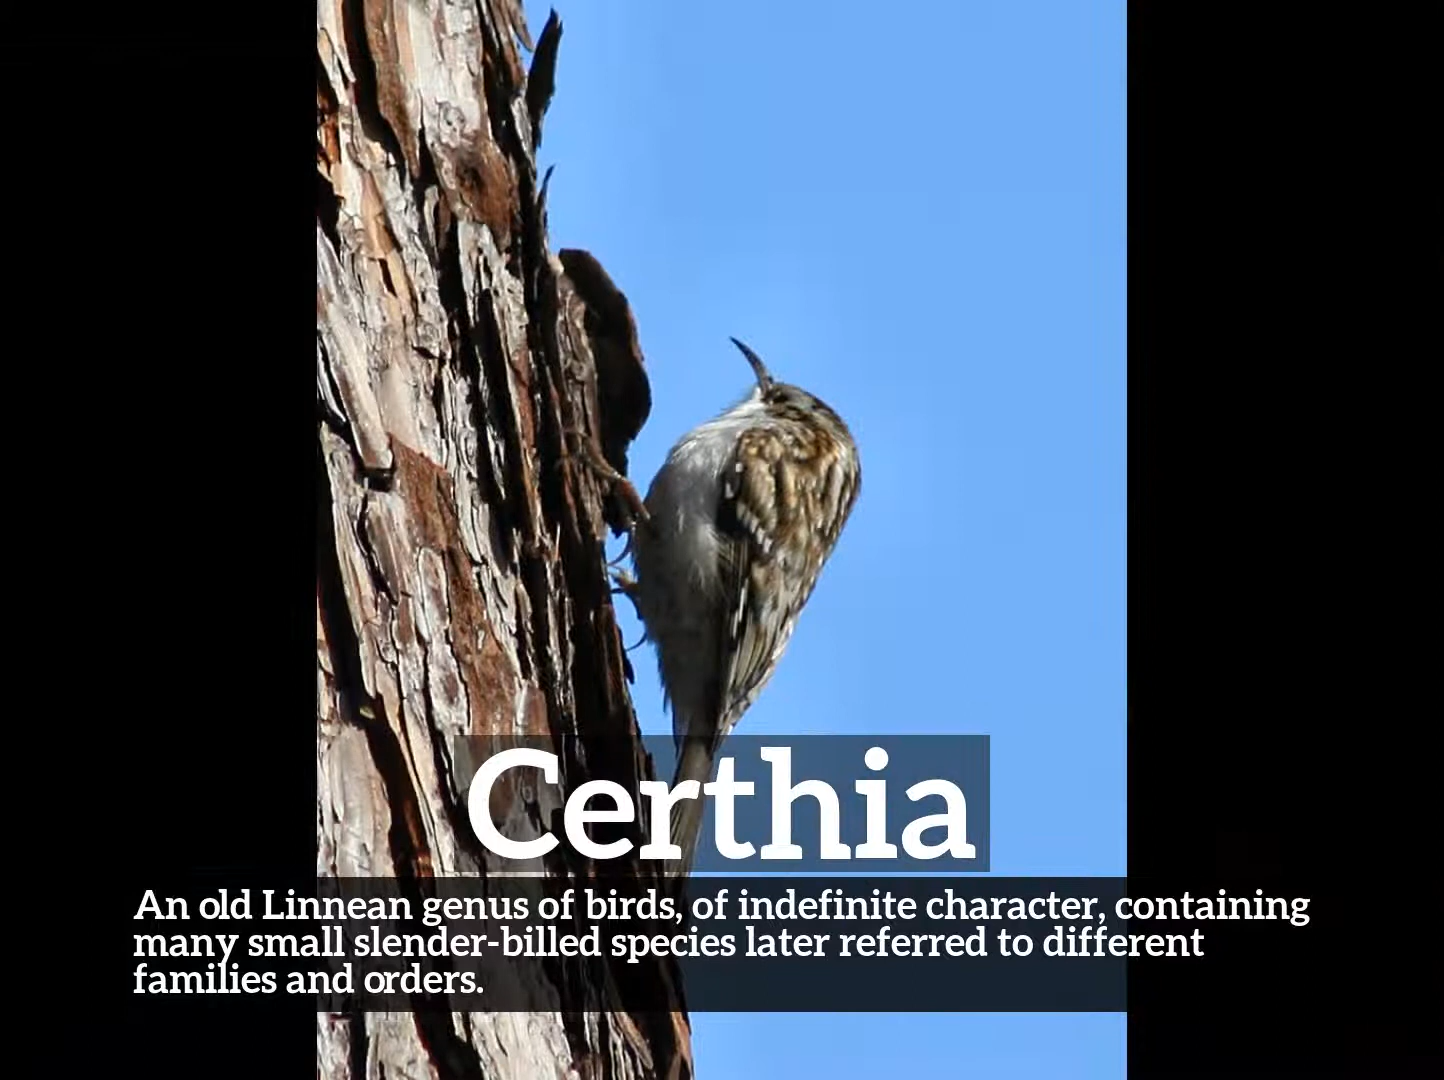 Certhia
An old Linnean genus of birds, of indefinite character, containing
many small slender-billed species later referred to different
families and orders.